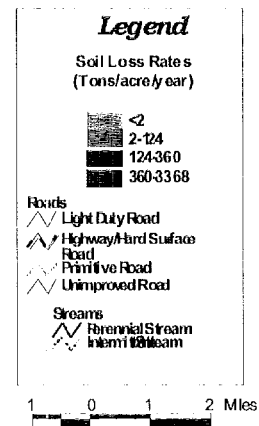 Legend
Soil Loss Rates
(Tons/acre/year)
<2
2-124
124-360
360-3368
Roads
Light Duty Road
Highway/Hard Surface
Road
Primitive Road
Unimproved Road
Streams
Perennial Stream
1 0 1 2 Miles